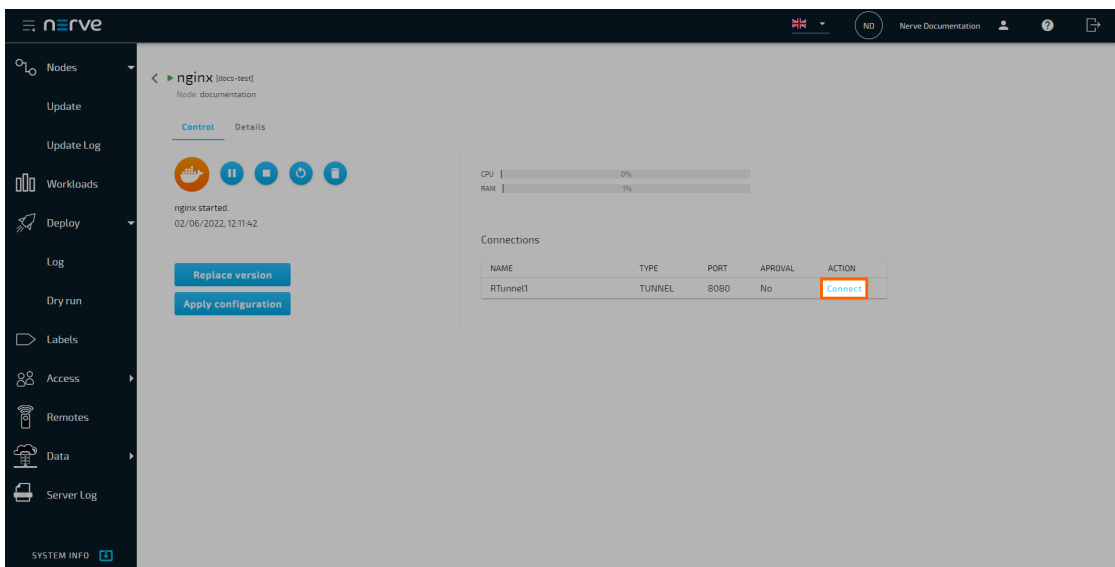 nerve
ND
Nerve Documentation
Nodes
Update
Update Log
Workloads
Deploy
Log
Dry run
Labels
Access
Remotes
Data
Server Log
SYSTEM INFO
nginx [docs-test]
Node: documentation
Control Details
nginx started.
02/06/2022, 12:11:42
Replace version
Apply configuration
CPU 0%
RAM 1%
Connections
NAME TYPE PORT APROVAL ACTION
RTunnel1 TUNNEL 8080 No Connect